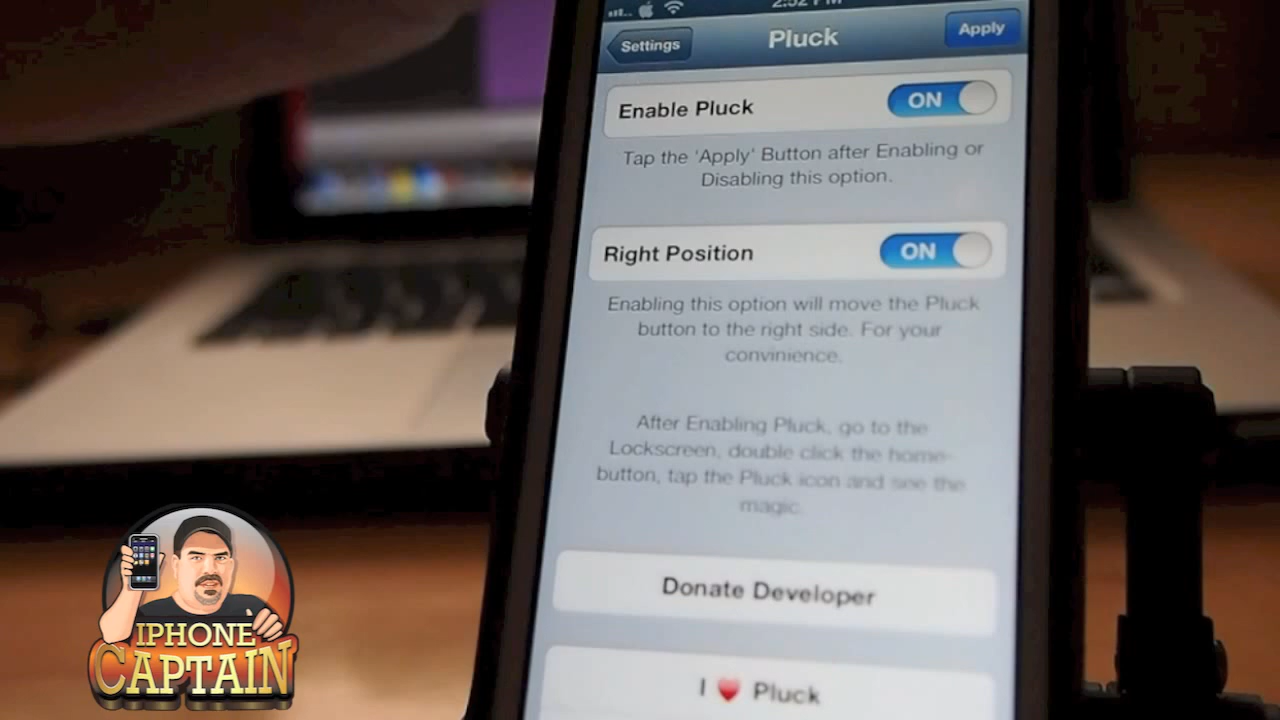 2:52 PM
Settings
Pluck
Apply
Enable Pluck
ON
Tap the 'Apply' Button after Enabling or
Disabling this option.
Right Position
ON
Enabling this option will move the Pluck
button to the right side. For your
convinience.
After Enabling Pluck, go to the
Lockscreen, double click the home-
button, tap the Pluck icon and see the
magic.
Donate Developer
I ❤ Pluck
IPHONE
CAPTAIN